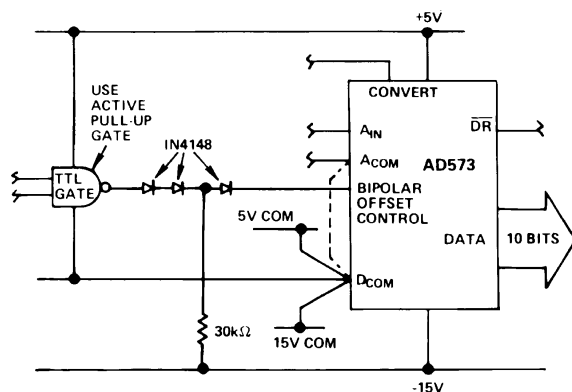 +5V
USE
ACTIVE
PULL-UP
GATE
IN4148
TTL
GATE
CONVERT
AIN
ACOM
AD573
DR
BIPOLAR
OFFSET
CONTROL
DATA
10 BITS
5V COM
DCOM
15V COM
30kΩ
-15V